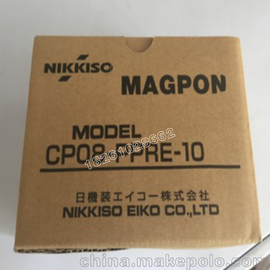 NIKKISO MAGPON
MODEL
CP08-PPRE-10
日機装エイコー株式会社
NIKKISO EIKO CO.,LTD
china.makepolo.com